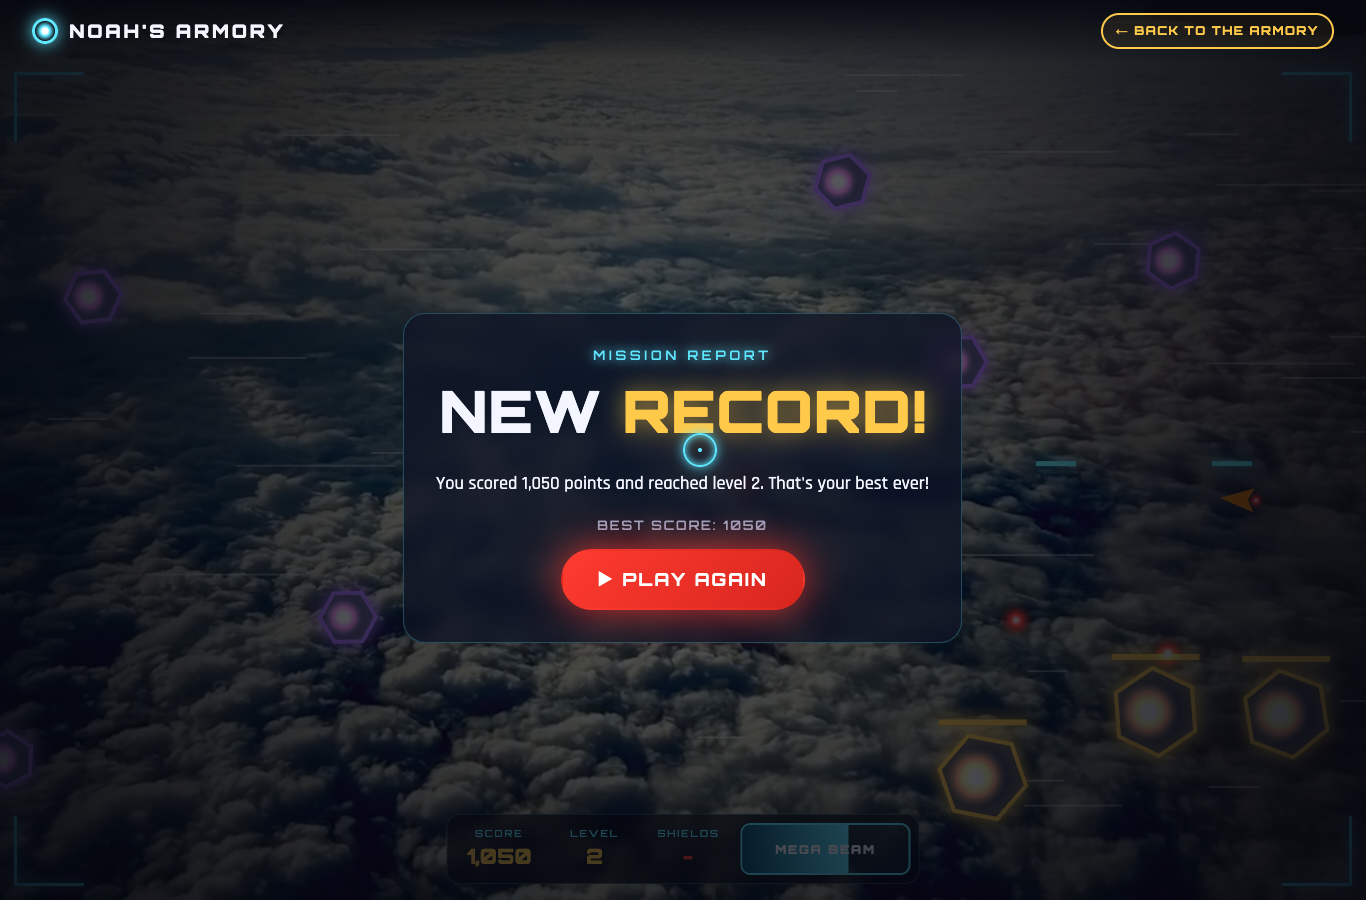 NOAH'S ARMORY
← BACK TO THE ARMORY
MISSION REPORT
NEW RECORD!
You scored 1,050 points and reached level 2. That's your best ever!
BEST SCORE: 1050
▶ PLAY AGAIN
SCORE LEVEL SHIELDS
1,050 2 -
MEGA BEAM